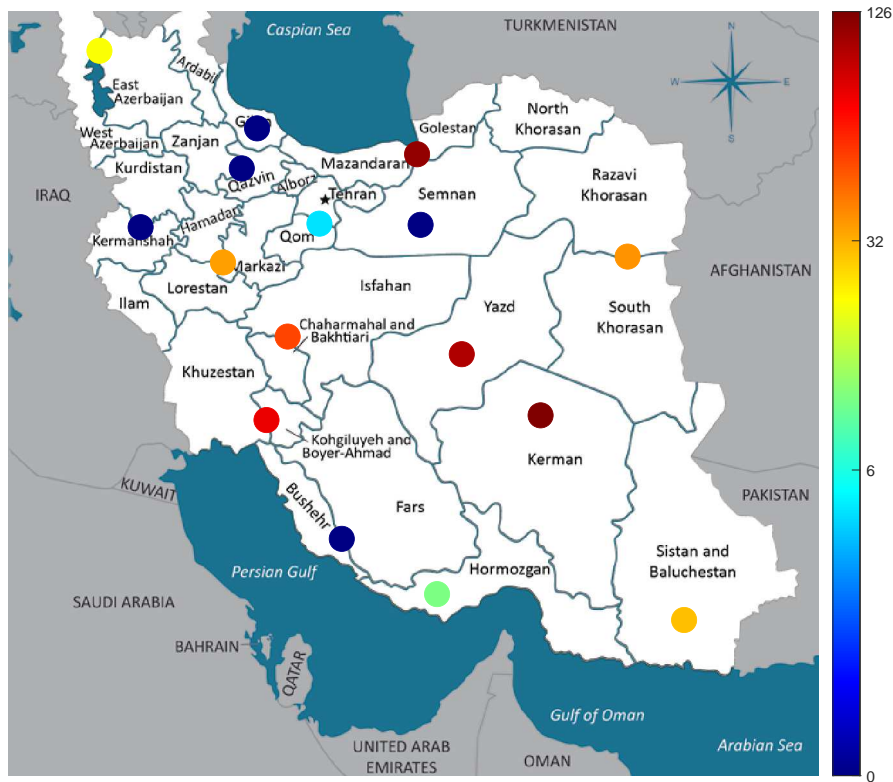 126
Caspian Sea
TURKMENISTAN
N
W
E
S
Ardabil
East
Azerbaijan
Golestan
North
Khorasan
West
Azerbaijan
Zanjan
Mazandaran
Kurdistan
Qazvin
Alborz
Tehran
Semnan
Razavi
Khorasan
IRAQ
Hamadan
Kermanshah
Qom
32
Markazi
AFGHANISTAN
Lorestan
Isfahan
Ilam
Yazd
South
Khorasan
Chaharmahal and
Bakhtiari
Khuzestan
Kohgiluyeh and
Boyer-Ahmad
Kerman
6
KUWAIT
Bushehr
Fars
PAKISTAN
Sistan and
Baluchestan
Hormozgan
Persian Gulf
SAUDI ARABIA
BAHRAIN
QATAR
Gulf of Oman
Arabian Sea
UNITED ARAB
EMIRATES
OMAN
0